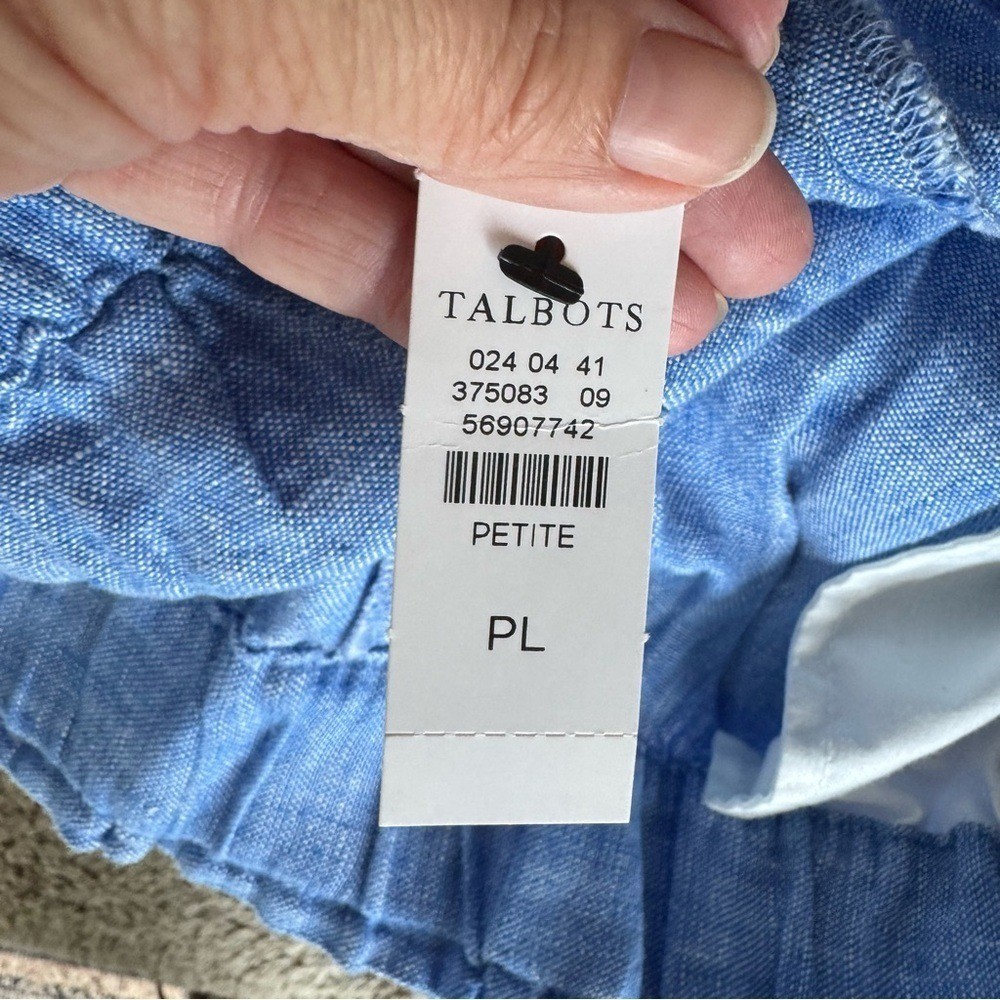 TALBOTS
024 04 41
375083 09
56907742
PETITE
PL